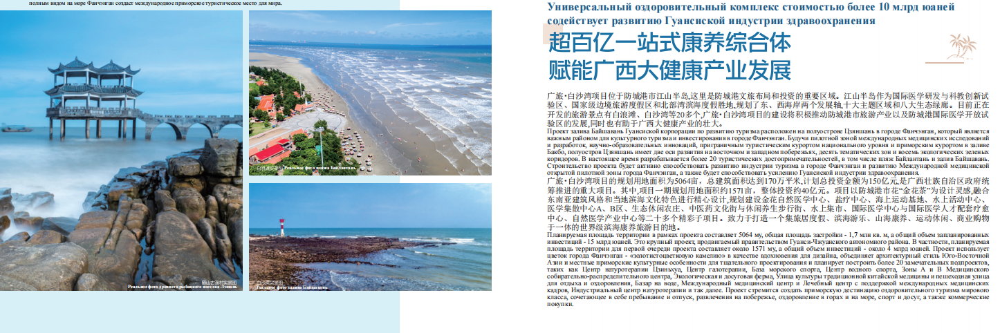 полным видом на море Фанчэнган создаст международное приморское туристическое место для мира.
白浪滩实景图 Реальное фото пляжа Байлантань
潕山古渔村实景图
Реальное фото древнего рыбацкого поселка Лошань
白沙湾实景图
Реальное фото залива Байшавань
Универсальный оздоровительный комплекс стоимостью более 10 млрд юаней
содействует развитию Гуансиской индустрии здравоохранения
超百亿一站式康养综合体
赋能广西大健康产业发展
广旅·白沙湾项目位于防城港市江山半岛,这里是防城港文旅布局和投资的重要区域。江山半岛作为国际医学研发与科教创新试
验区、国家级边境旅游度假区和北部湾滨海度假胜地,规划了东、西海岸两个发展轴,十大主题区域和八大生态绿廊。目前正在
开发的旅游景点有白浪滩、白沙湾等20多个,广旅·白沙湾项目的建设将积极推动防城港市旅游产业以及防城港国际医学开放试
验区的发展,同时也有助于广西大健康产业的壮大。
Проект залива Байшавань Гуансиской корпорации по развитию туризма расположен на полуострове Цзяншань в городе Фанчэнган, который является
важным районом для культурного туризма и инвестирования в городе Фанчэнган. Будучи пилотной зоной международных медицинских исследований
и разработок, научно-образовательных инноваций, приграничным туристическим курортом национального уровня и приморским курортом в заливе
Бакбо, полуостров Цзяншань имеет две оси развития на восточном и западном побережьях, десять тематических зон и восемь экологических зеленых
коридоров. В настоящее время разрабатывается более 20 туристических достопримечательностей, в том числе пляж Байлантань и залив Байшавань.
Строительство проекта будет активно способствовать развитию индустрии туризма в городе Фанчэнган и развитию Международной медицинской
открытой пилотной зоны города Фанчэнган, а также будет способствовать усилению Гуансиской индустрии здравоохранения.
广旅·白沙湾项目的规划用地面积为5064亩，总建筑面积达到170万平米,计划总投资金额为150亿元,是广西壮族自治区政府统
筹推进的重大项目。其中,项目一期规划用地面积约1571亩，整体投资约40亿元。项目以防城港市花“金花茶”为设计灵感,融合
东南亚建筑风格和当地滨海文化特色进行精心设计,规划建设金花自然医学中心、盐疗中心、海上运动基地、水上活动中心、
医学集散中心A、B区、生态休闲农庄、中医药文化街与休闲养生步行街、水上集市、国际医学中心与国际医学人才配套疗愈
中心、自然医学产业中心等二十多个精彩子项目。致力于打造一个集旅居度假、滨海游乐、山海康养、运动休闲、商业购物
于一体的世界级滨海康养旅游目的地。
Планируемая площадь территории в рамках проекта составляет 5064 му, общая площадь застройки - 1,7 млн кв. м, а общий объем запланированных
инвестиций - 15 млрд юаней. Это крупный проект, продвигаемый правительством Гуанси-Чжуанского автономного района. В частности, планируемая
площадь территории для первой очереди проекта составляет около 1571 му, а общий объем инвестиций - около 4 млрд юаней. Проект использует
цветок города Фанчэнган - «золотистоцветковую камелию» в качестве вдохновения для дизайна, объединяет архитектурный стиль Юго-Восточной
Азии и местные приморские культурные особенности для тщательного проектирования и планирует построить более 20 замечательных подпроектов,
таких как Центр натуротерапии Цзиньхуа, Центр галотерапии, База морского спорта, Центр водного спорта, Зоны А и В Медицинского
собирательно-распределительного центра, Экологическая и досуговая ферма, Улица культуры традиционной китайской медицины и пешеходная улица
для отдыха и оздоровления, Базар на воде, Международный медицинский центр и Лечебный центр с поддержкой международных медицинских
кадров, Индустриальный центр натуротерапии и так далее. Проект стремится создать приморскую дестинацию оздоровительного туризма мирового
класса, сочетающее в себе пребывание и отпуск, развлечения на побережье, оздоровление в горах и на море, спорт и досуг, а также коммерческие
покупки.